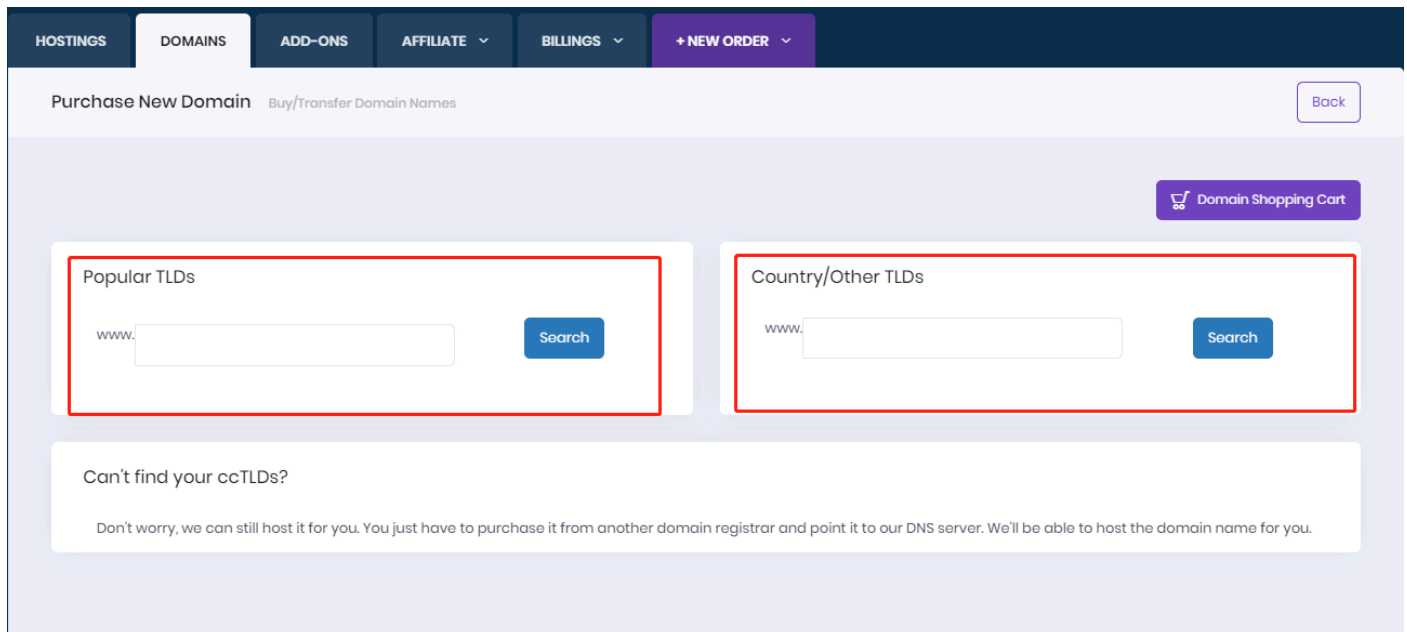 HOSTINGS DOMAINS ADD-ONS AFFILIATE BILLINGS + NEW ORDER
Purchase New Domain Buy/Transfer Domain Names Back
Domain Shopping Cart
Popular TLDs
www. Search
Country/Other TLDs
www. Search
Can't find your ccTLDs?
Don't worry, we can still host it for you. You just have to purchase it from another domain registrar and point it to our DNS server. We'll be able to host the domain name for you.